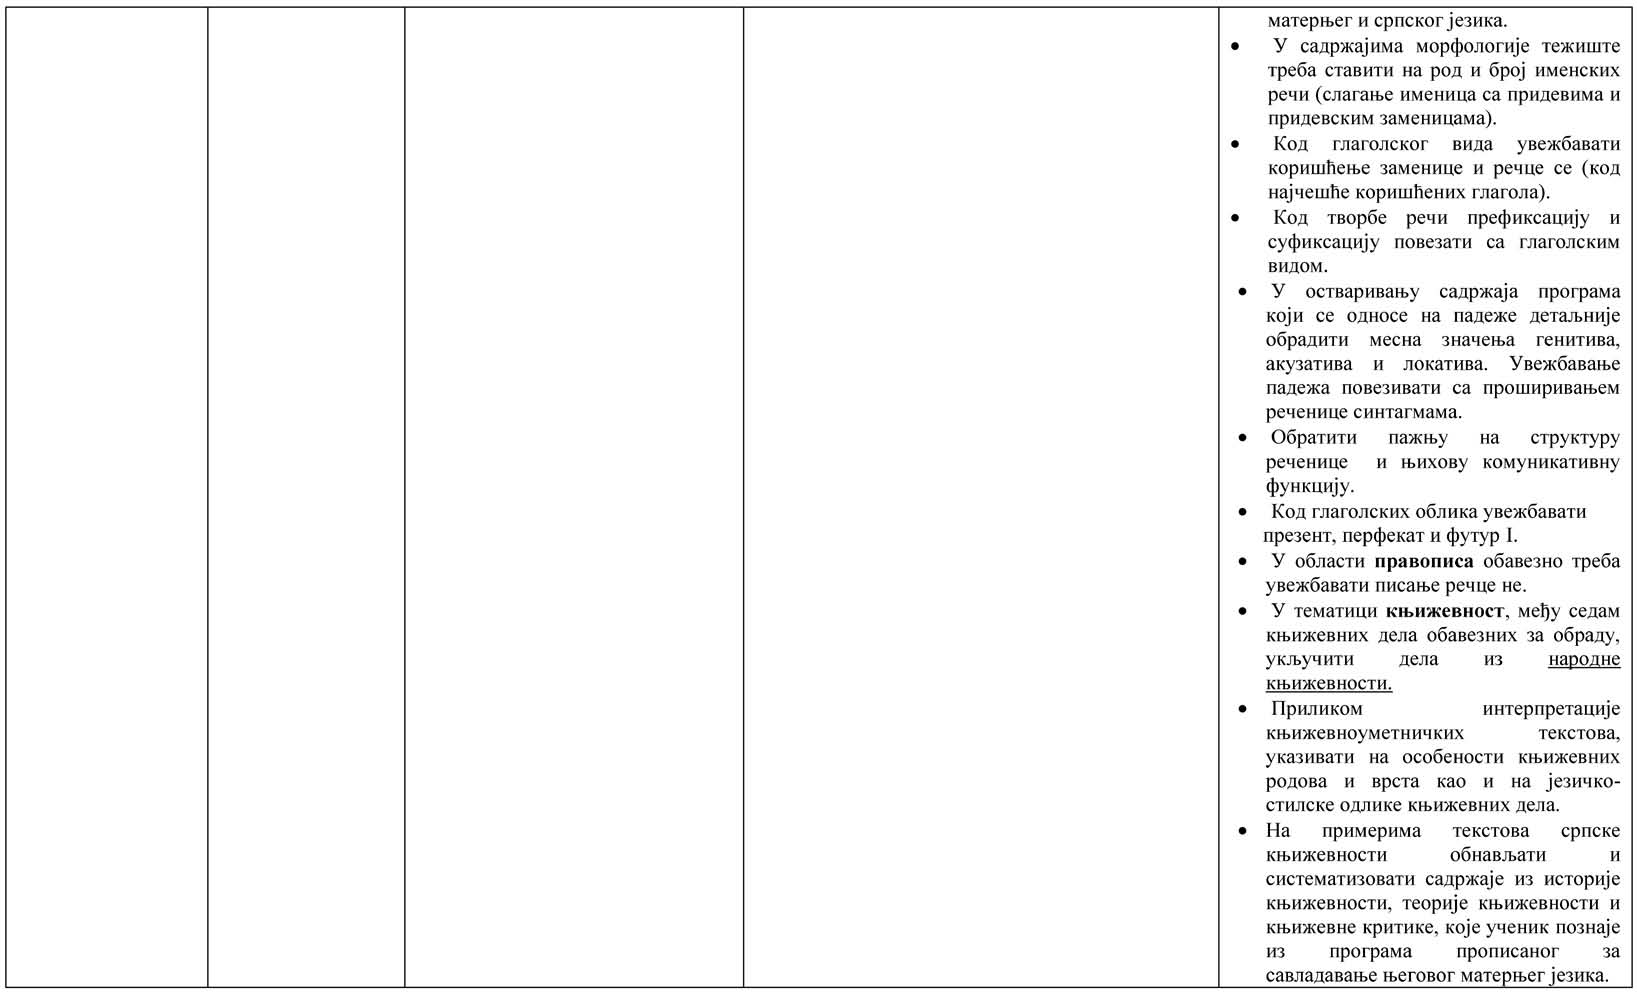 матерњег и српског језика.
• У садржајима морфологије тежиште
треба ставити на род и број именских
речи (слагање именица са придевима и
придевским заменицама).
• Код глаголског вида увежбавати
коришћење заменице и речце се (код
најчешће коришћених глагола).
• Код творбе речи префиксацију и
суфиксацију повезати са глаголским
видом.
• У остваривању садржаја програма
који се односе на падеже детаљније
обрадити месна значења генитива,
акузатива и локатива. Увежбавање
падежа повезивати са проширивањем
реченице синтагмама.
• Обратити пажњу на структуру
реченице и њихову комуникативну
функцију.
• Код глаголских облика увежбавати
презент, перфекат и футур I.
• У области правописа обавезно треба
увежбавати писање речце не.
• У тематици књижевност, међу седам
књижевних дела обавезних за обраду,
укључити дела из народне
књижевности.
• Приликом интерпретације
књижевноуметничких текстова,
указивати на особености књижевних
родова и врста као и на језичко-
стилске одлике књижевних дела.
• На примерима текстова српске
књижевности обнављати и
систематизовати садржаје из историје
књижевности, теорије књижевности и
књижевне критике, које ученик познаје
из програма прописаног за
савладавање његовог матерњег језика.